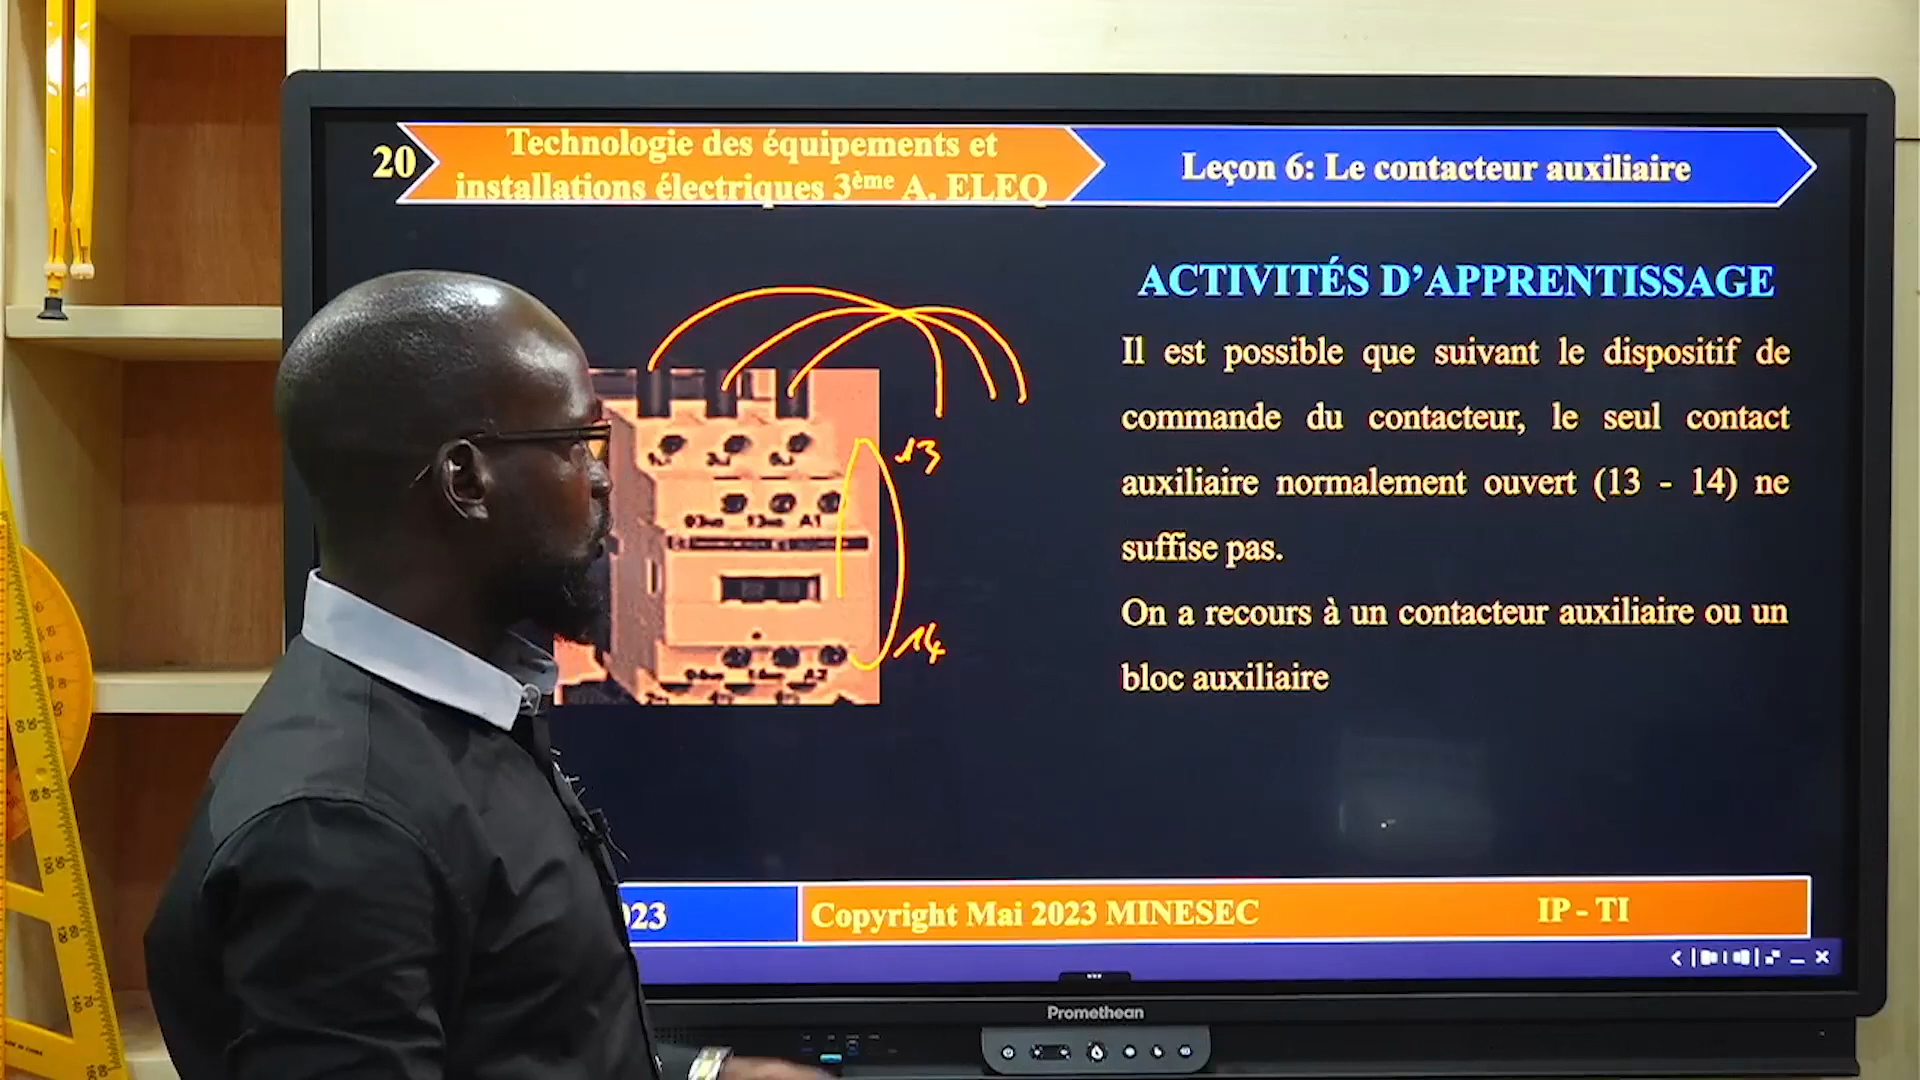 20
Technologie des équipements et
installations électriques 3ème A. ELEQ
Leçon 6: Le contacteur auxiliaire
ACTIVITÉS D'APPRENTISSAGE
Il est possible que suivant le dispositif de
commande du contacteur, le seul contact
auxiliaire normalement ouvert (13 - 14) ne
suffise pas.
On a recours à un contacteur auxiliaire ou un
bloc auxiliaire
13
A1
14
A2
023
Copyright Mai 2023 MINESEC
IP - TI
Promethean